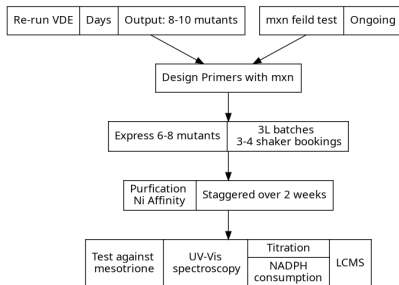 Re-run VDE
Days
Output: 8-10 mutants
mxn feild test
Ongoing
Design Primers with mxn
Express 6-8 mutants
3L batches
3-4 shaker bookings
Purfication
Ni Affinity
Staggered over 2 weeks
Test against
mesotrione
UV-Vis
spectroscopy
Titration
NADPH
consumption
LCMS